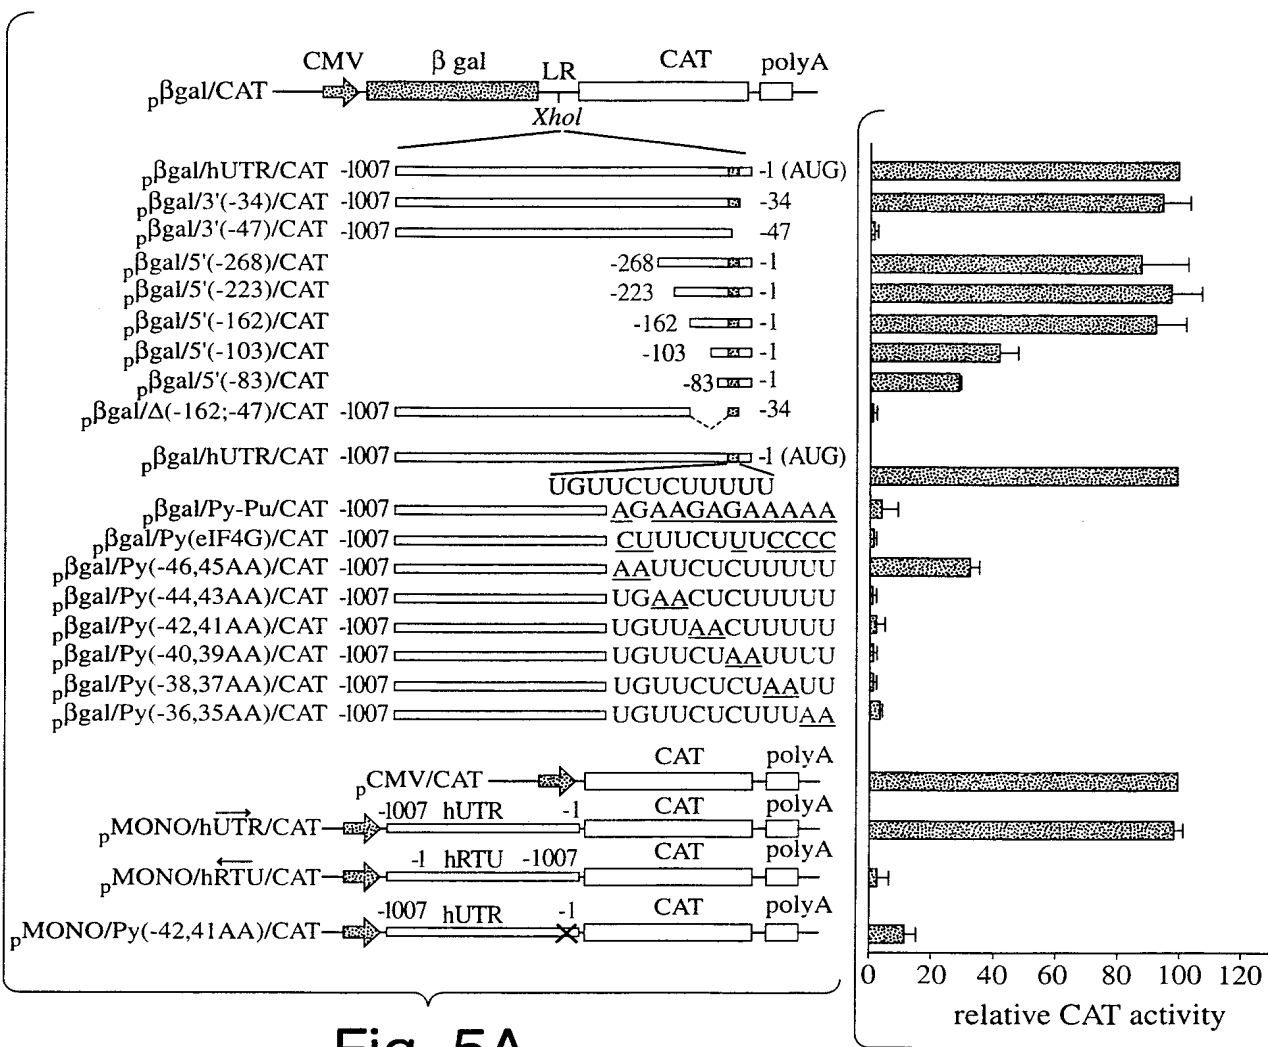 CMV β gal LR CAT polyA
pβgal/CAT
XhoI
pβgal/hUTR/CAT -1007 -1 (AUG)
pβgal/3'(-34)/CAT -1007 -34
pβgal/3'(-47)/CAT -1007 -47
pβgal/5'(-268)/CAT -268 -1
pβgal/5'(-223)/CAT -223 -1
pβgal/5'(-162)/CAT -162 -1
pβgal/5'(-103)/CAT -103 -1
pβgal/5'(-83)/CAT -83 -1
pβgal/Δ(-162;-47)/CAT -1007 -34
pβgal/hUTR/CAT -1007 -1 (AUG)
UGUUCUCUUUUU
pβgal/Py-Pu/CAT -1007 AGAAGAGAAAAA
pβgal/Py(eIF4G)/CAT -1007 CUUUCUUUCCCC
pβgal/Py(-46,45AA)/CAT -1007 AAUUCUCUUUUU
pβgal/Py(-44,43AA)/CAT -1007 UGAACUCUUUUU
pβgal/Py(-42,41AA)/CAT -1007 UGUUAACUUUUU
pβgal/Py(-40,39AA)/CAT -1007 UGUUCUAAUUUU
pβgal/Py(-38,37AA)/CAT -1007 UGUUCUCUAAUU
pβgal/Py(-36,35AA)/CAT -1007 UGUUCUCUUUAA
CAT polyA
pCMV/CAT
-1007 hUTR -1 CAT polyA
pMONO/hUTR/CAT
-1 hRTU -1007 CAT polyA
pMONO/hRTU/CAT
-1007 hUTR -1 CAT polyA
pMONO/Py(-42,41AA)/CAT
0 20 40 60 80 100 120
relative CAT activity
Fig. 5A